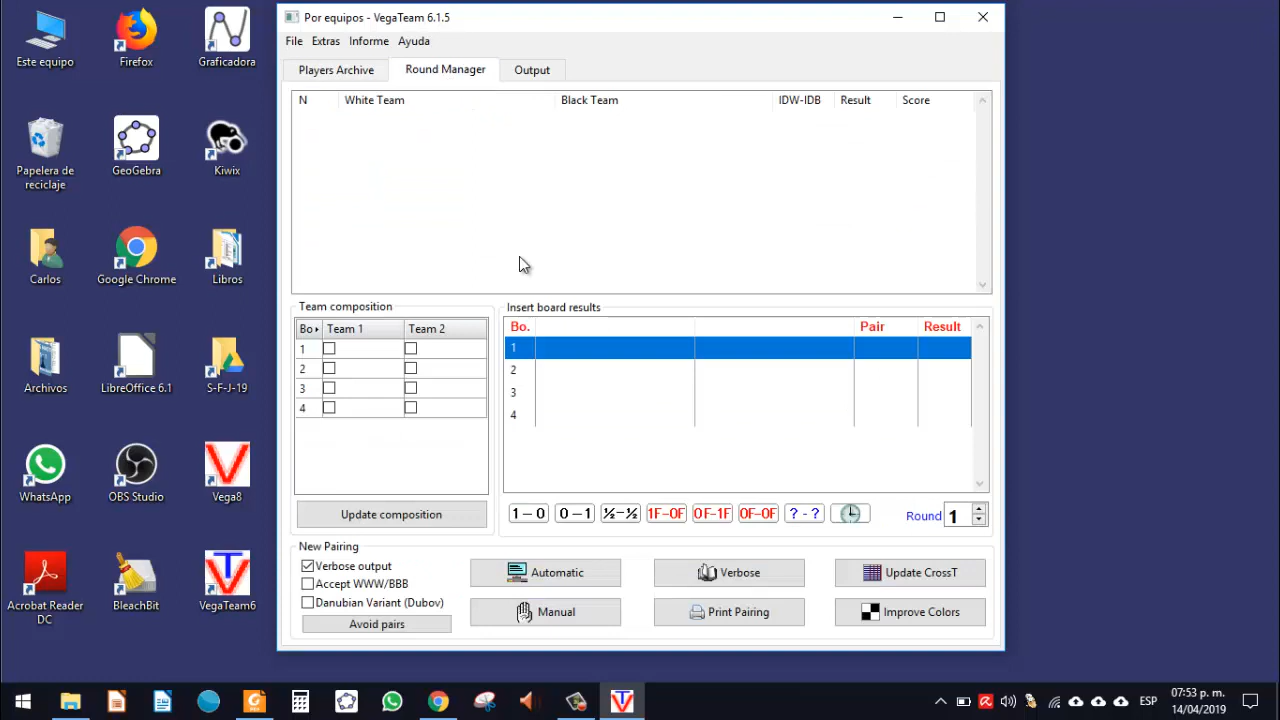 Por equipos - VegaTeam 6.1.5
File Extras Informe Ayuda
Players Archive Round Manager Output
N White Team Black Team IDW-IDB Result Score
Team composition
Bo Team 1 Team 2
1
2
3
4
Update composition
Insert board results
Bo. Pair Result
1
2
3
4
1-0 0-1 ½-½ 1F-0F 0F-1F 0F-0F ?-? Round 1
New Pairing
Verbose output
Accept WWW/BBB
Danubian Variant (Dubov)
Avoid pairs
Automatic Verbose Update CrossT
Manual Print Pairing Improve Colors
Este equipo Firefox Graficadora
Papelera de reciclaje GeoGebra Kiwix
Carlos Google Chrome Libros
Archivos LibreOffice 6.1 S-F-J-19
WhatsApp OBS Studio Vega8
Acrobat Reader DC BleachBit VegaTeam6
ESP
07:53 p. m.
14/04/2019